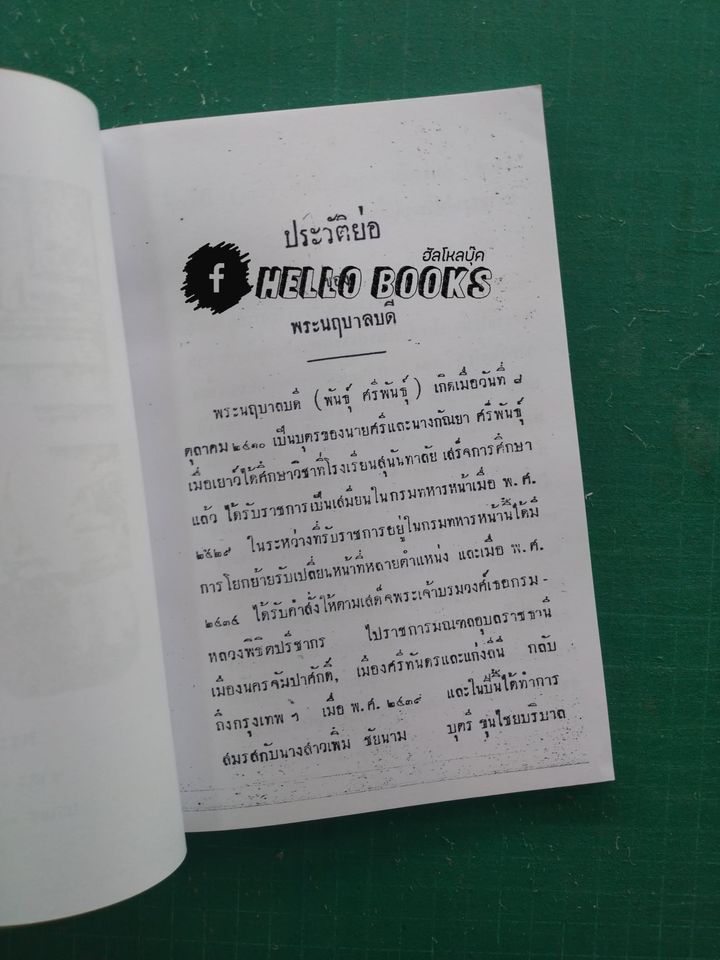 ประวัติย่อ
ฮัลโหลบุ๊ค
f HELLO BOOKS
ของ
พระนฤบาลบดี
พระนฤบาลบดี (พันธุ์ ศรีพันธุ์) เกิดเมื่อวันที่ ๘
ตุลาคม ๒๔๑๐ เป็นบุตรของนายศรีและนางกัณยา ศรีพันธุ์
เมื่อเยาว์ได้ศึกษาวิชาที่โรงเรียนสุนันทาลัย เสร็จการศึกษา
แล้ว ได้รับราชการเป็นเสมียนในกรมทหารหน้าเมื่อ พ.ศ.
๒๔๒๙ ในระหว่างที่รับราชการอยู่ในกรมทหารหน้านี้ได้มี
การโยกย้ายรับเปลี่ยนหน้าที่หลายตำแหน่ง และเมื่อ พ.ศ.
๒๔๓๔ ได้รับคำสั่งให้ตามเสด็จพระเจ้าบรมวงศ์เธอกรม-
หลวงพิชิตปรีชากร ไปราชการมณฑลอุบลราชธานี
เมืองนครจัมปาศักดิ์, เมืองศรีทันดรและแก่งลีผี กลับ
ถึงกรุงเทพ ฯ เมื่อ พ.ศ. ๒๔๓๙ และในปีนี้ได้ทำการ
สมรสกับนางสาวเพิ่ม ชัยนาม บุตรี ขุนไชยบริบาล